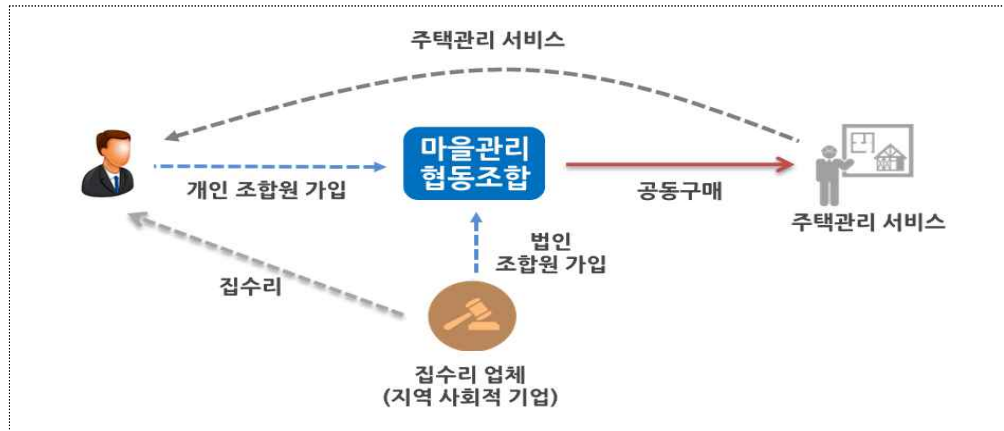 주택관리 서비스
마을관리
협동조합
개인 조합원 가입
공동구매
주택관리 서비스
법인
조합원 가입
집수리
집수리 업체
(지역 사회적 기업)